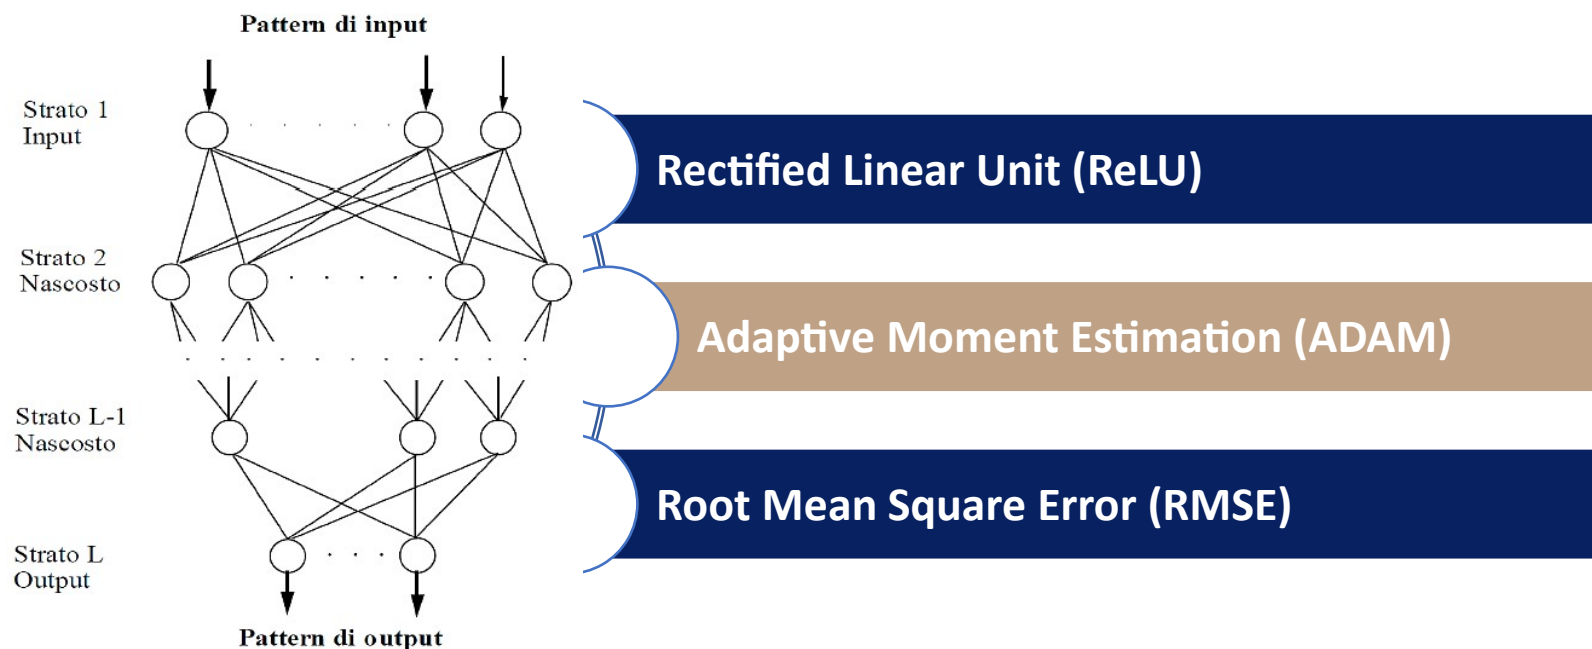 Pattern di input
Strato 1
Input
Strato 2
Nascosto
Strato L-1
Nascosto
Strato L
Output
Pattern di output
Rectified Linear Unit (ReLU)
Adaptive Moment Estimation (ADAM)
Root Mean Square Error (RMSE)